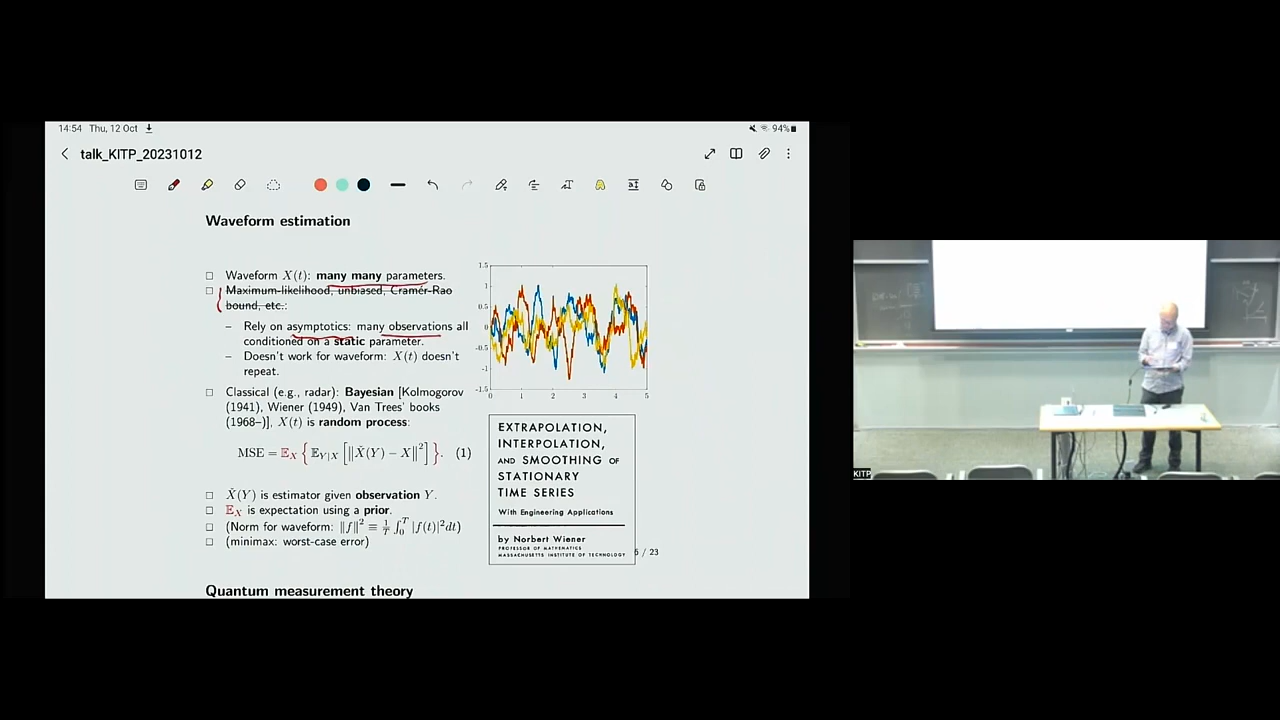 14:54 Thu, 12 Oct
94%
talk_KITP_20231012
Waveform estimation
Waveform X(t): many many parameters.
Maximum-likelihood, unbiased, Cramér-Rao
bound, etc.:
– Rely on asymptotics: many observations all
conditioned on a static parameter.
– Doesn't work for waveform: X(t) doesn't
repeat.
Classical (e.g., radar): Bayesian [Kolmogorov
(1941), Wiener (1949), Van Trees' books
(1968–)], X(t) is random process:
MSE = 𝔼_X { 𝔼_{Y|X} [ ‖X̌(Y) − X‖² ] }. (1)
X̌(Y) is estimator given observation Y.
𝔼_X is expectation using a prior.
(Norm for waveform: ‖f‖² ≡ 1/T ∫₀ᵀ |f(t)|²dt)
(minimax: worst-case error)
1.5
1
0.5
0
-0.5
-1
-1.5
0 1 2 3 4 5
EXTRAPOLATION,
INTERPOLATION,
AND SMOOTHING OF
STATIONARY
TIME SERIES
With Engineering Applications
by Norbert Wiener
PROFESSOR OF MATHEMATICS
MASSACHUSETTS INSTITUTE OF TECHNOLOGY
/ 23
Quantum measurement theory
KITP